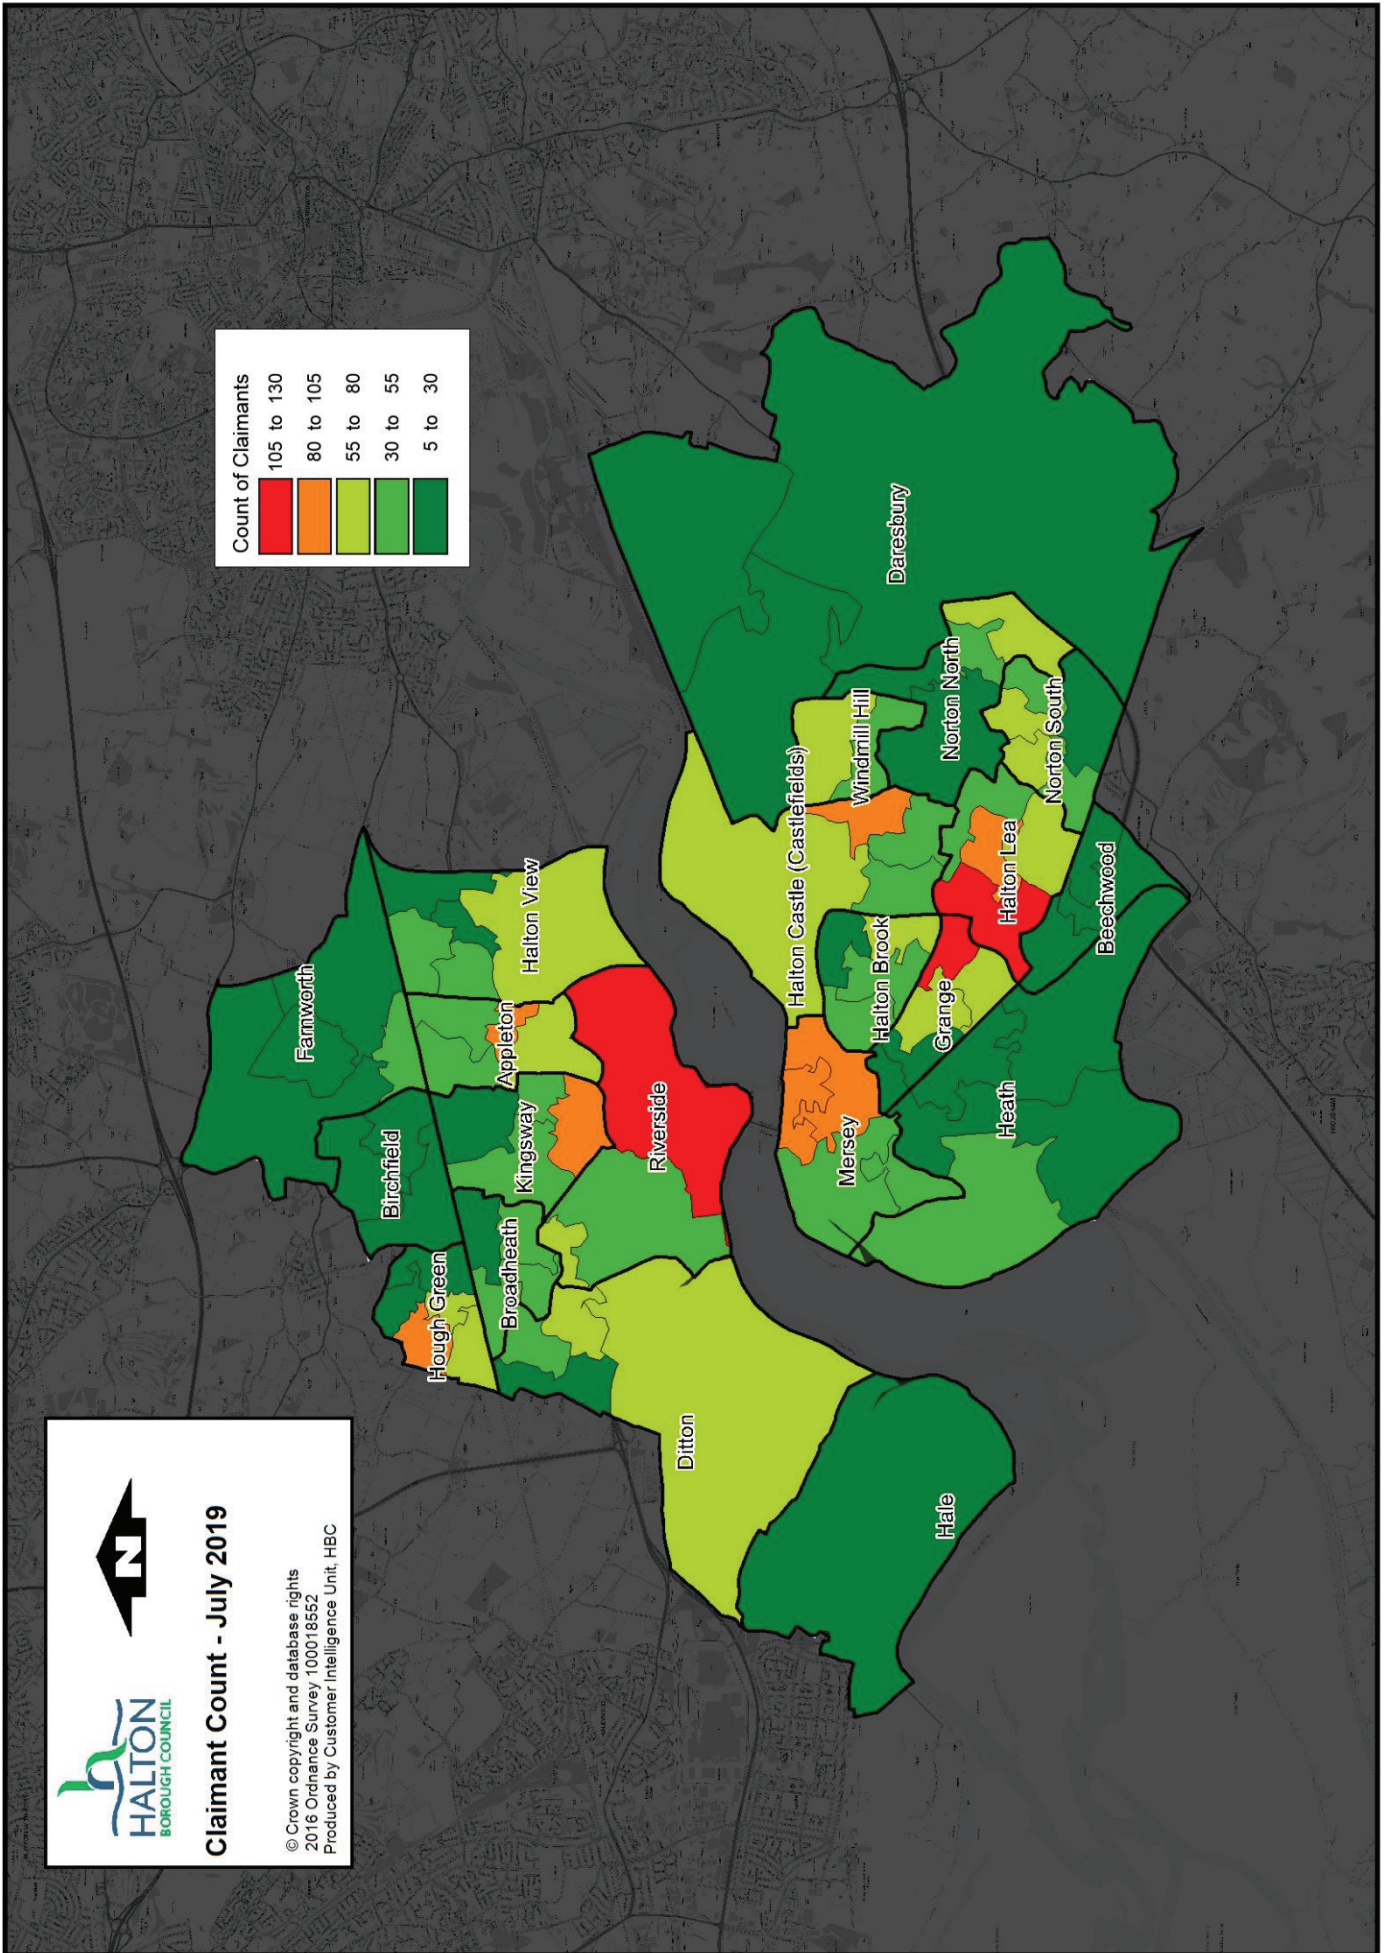 HALTON
BOROUGH COUNCIL
N
Claimant Count - July 2019
© Crown copyright and database rights
2016 Ordnance Survey 100018552
Produced by Customer Intelligence Unit, HBC
Count of Claimants
105 to 130
80 to 105
55 to 80
30 to 55
5 to 30
Farnworth
Birchfield
Hough Green
Halton View
Appleton
Kingsway
Broadheath
Riverside
Ditton
Hale
Halton Castle (Castlefields)
Windmill Hill
Daresbury
Mersey
Halton Brook
Norton North
Grange
Heath
Halton Lea
Norton South
Beechwood